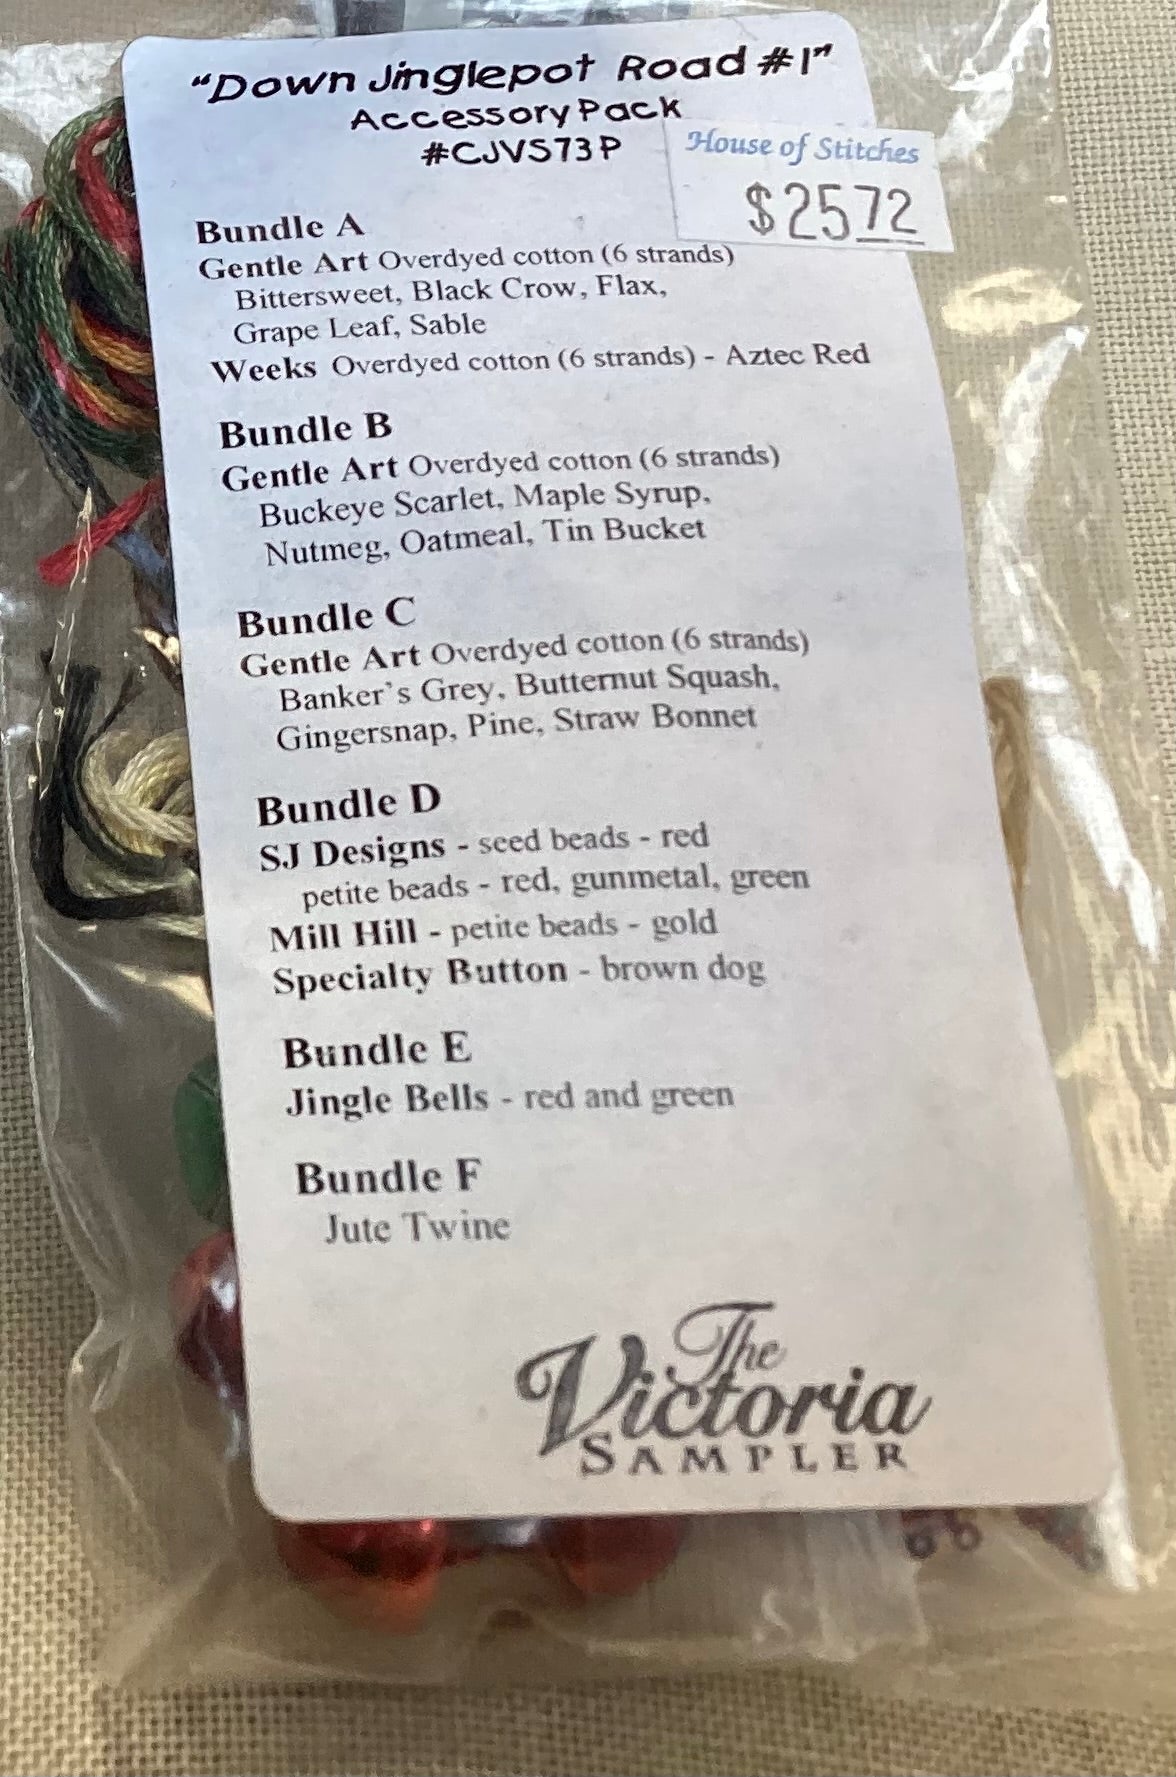 "Down Jinglepot Road #1"
Accessory Pack
#CJVS73P
House of Stitches
$25.72
Bundle A
Gentle Art Overdyed cotton (6 strands)
Bittersweet, Black Crow, Flax,
Grape Leaf, Sable
Weeks Overdyed cotton (6 strands) - Aztec Red
Bundle B
Gentle Art Overdyed cotton (6 strands)
Buckeye Scarlet, Maple Syrup,
Nutmeg, Oatmeal, Tin Bucket
Bundle C
Gentle Art Overdyed cotton (6 strands)
Banker's Grey, Butternut Squash,
Gingersnap, Pine, Straw Bonnet
Bundle D
SJ Designs - seed beads - red
petite beads - red, gunmetal, green
Mill Hill - petite beads - gold
Specialty Button - brown dog
Bundle E
Jingle Bells - red and green
Bundle F
Jute Twine
The
Victoria
SAMPLER